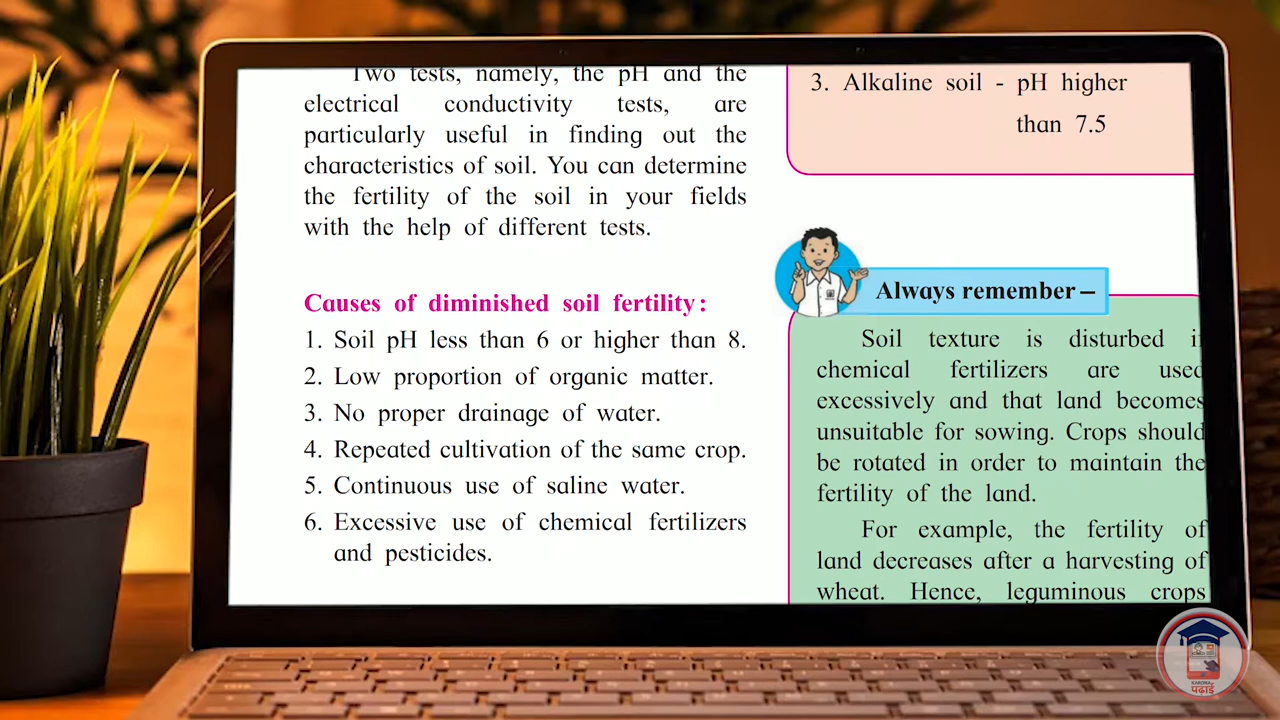 Two tests, namely, the pH and the
electrical conductivity tests, are
particularly useful in finding out the
characteristics of soil. You can determine
the fertility of the soil in your fields
with the help of different tests.
Causes of diminished soil fertility:
1. Soil pH less than 6 or higher than 8.
2. Low proportion of organic matter.
3. No proper drainage of water.
4. Repeated cultivation of the same crop.
5. Continuous use of saline water.
6. Excessive use of chemical fertilizers
and pesticides.
3. Alkaline soil - pH higher
than 7.5
Always remember –
Soil texture is disturbed if
chemical fertilizers are used
excessively and that land becomes
unsuitable for sowing. Crops should
be rotated in order to maintain the
fertility of the land.
For example, the fertility of
land decreases after a harvesting of
wheat. Hence, leguminous crops
KARONA
पढ़ाई